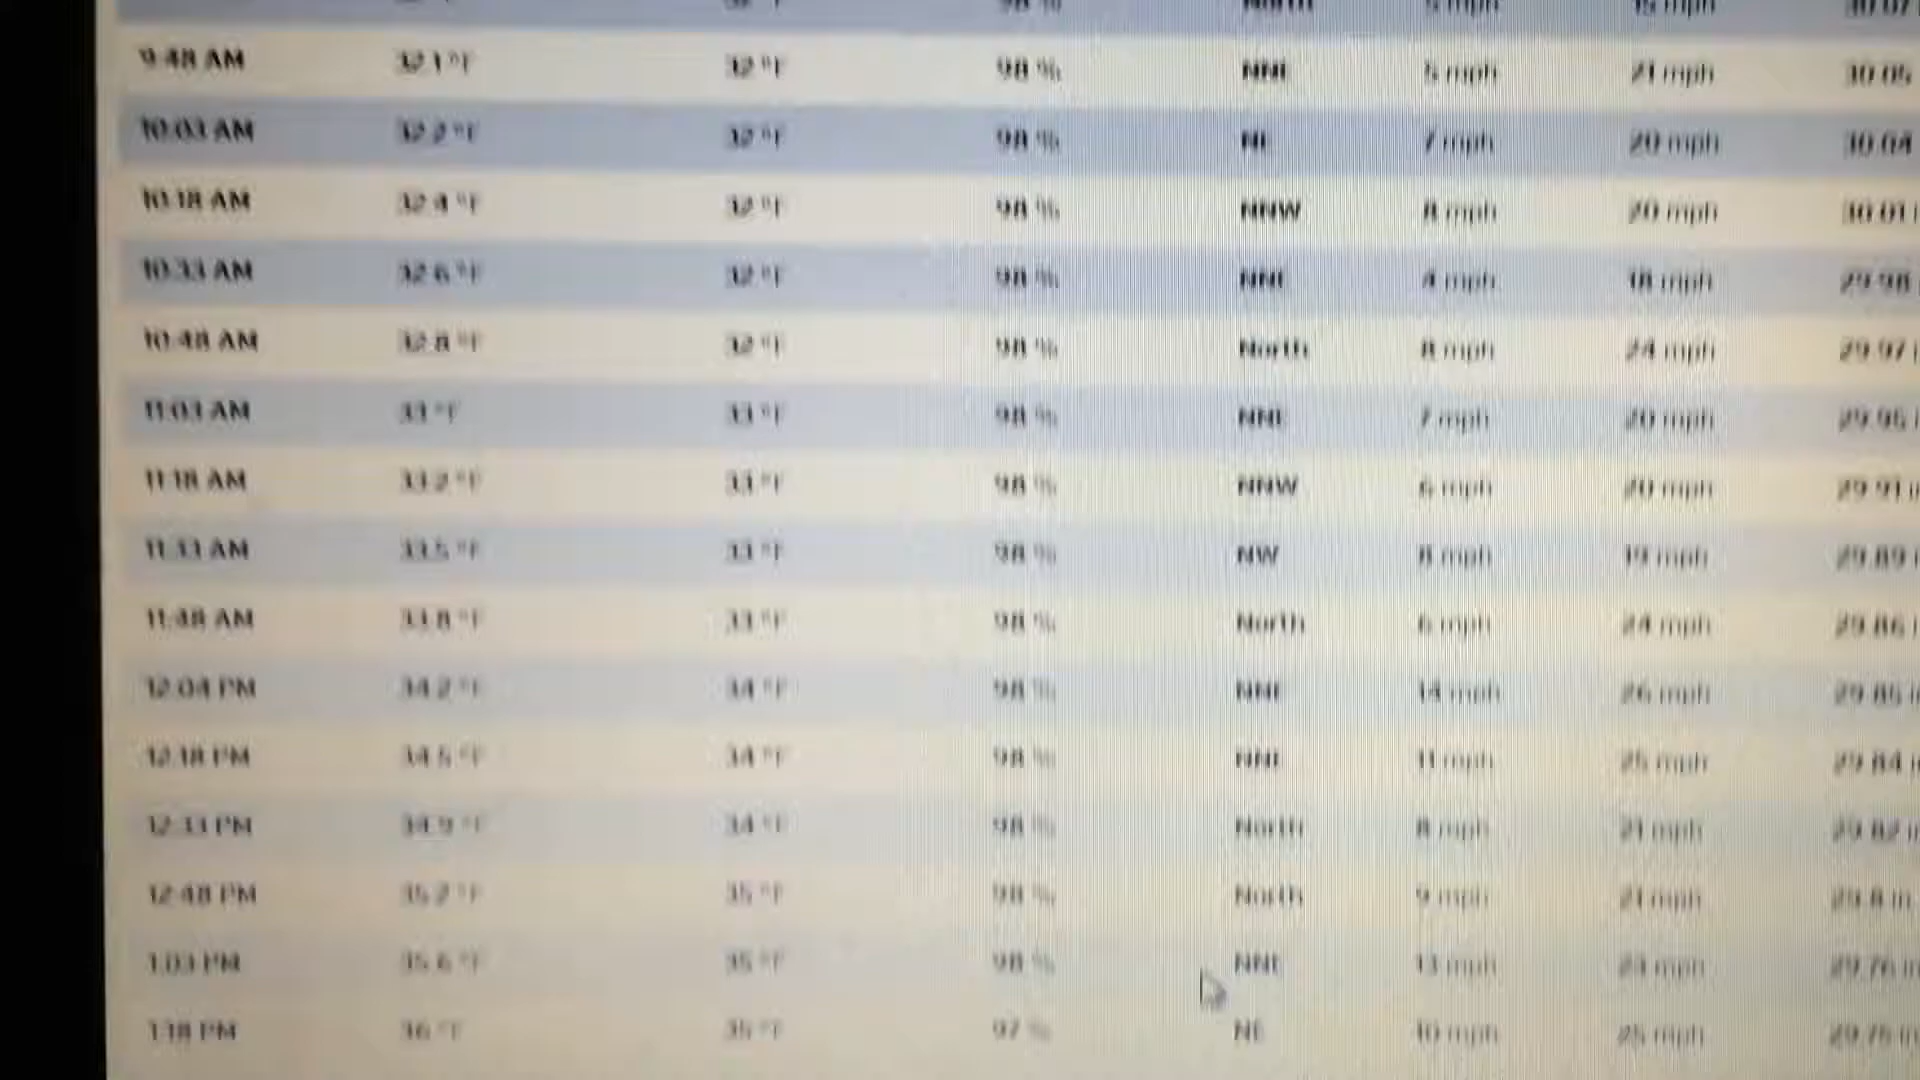 98 % North 5 mph 15 mph 30.07
9:48 AM 32.1 °F 32 °F 98 % NNE 5 mph 21 mph 30.05
10:03 AM 32.2 °F 32 °F 98 % NE 7 mph 20 mph 30.04
10:18 AM 32.4 °F 32 °F 98 % NNW 8 mph 20 mph 30.01 i
10:33 AM 32.6 °F 32 °F 98 % NNE 4 mph 18 mph 29.98
10:48 AM 32.8 °F 32 °F 98 % North 8 mph 24 mph 29.97 i
11:03 AM 33 °F 33 °F 98 % NNE 7 mph 20 mph 29.95 i
11:18 AM 33.2 °F 33 °F 98 % NNW 6 mph 20 mph 29.91 i
11:33 AM 33.5 °F 33 °F 98 % NW 8 mph 19 mph 29.89 i
11:48 AM 33.8 °F 33 °F 98 % North 6 mph 24 mph 29.86 i
12:04 PM 34.2 °F 34 °F 98 % NNE 14 mph 26 mph 29.85 i
12:18 PM 34.5 °F 34 °F 98 % NNE 11 mph 25 mph 29.84 i
12:33 PM 34.9 °F 34 °F 98 % North 8 mph 21 mph 29.82 i
12:48 PM 35.2 °F 35 °F 98 % North 9 mph 21 mph 29.8 in
1:03 PM 35.6 °F 35 °F 98 % NNE 13 mph 23 mph 29.76 in
1:18 PM 36 °F 35 °F 97 % NE 10 mph 25 mph 29.75 in